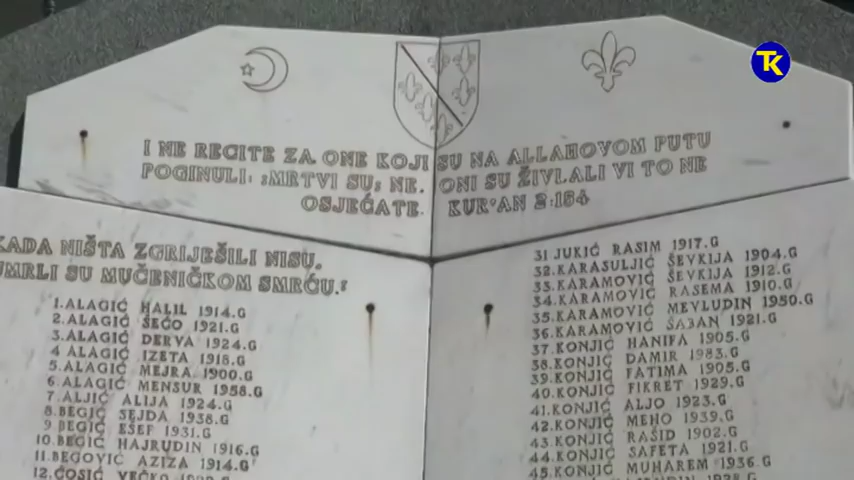 TK
I NE RECITE ZA ONE KOJI SU NA ALLAHOVOM PUTU
POGINULI: "MRTVI SU" NE. ONI SU ŽIVI,ALI VI TO NE
OSJEĆATE. KUR'AN 2:154
KADA NIŠTA ZGRIJEŠILI NISU,
UMRLI SU MUČENIČKOM SMRĆU."
1.ALAGIĆ HALIL 1914.G
2.ALAGIĆ ŠEĆO 1921.G
3.ALAGIĆ DERVA 1924.G
4 ALAGIĆ IZETA 1918.G
5.ALAGIĆ MEJRA 1900.G
6.ALAGIĆ MENSUR 1958.G
7.ALJIĆ ALIJA 1924.G
8.BEGIĆ SEJDA 1938.G
9 BEGIĆ EŠEF 1931.G
10.BEGIĆ HAJRUDIN 1916.G
11.BEGOVIĆ AZIZA 1914.G
12.ĆOSIĆ VEČKO
31 JUKIĆ RASIM 1917.G
32.KARASULJIĆ ŠEVKIJA 1904.G
33.KARAMOVIĆ ŠEVKIJA 1912.G
34.KARAMOVIĆ RASEMA 1910.G
35.KARAMOVIĆ MEVLUDIN 1950.G
36.KARAMOVIĆ ŠABAN 1921.G
37.KONJIĆ HANIFA 1905.G
38.KONJIĆ DAMIR 1983.G
39.KONJIĆ FATIMA 1905.G
40.KONJIĆ FIKRET 1929.G
41.KONJIĆ ALJO 1923.G
42.KONJIĆ MEHO 1939.G
43.KONJIĆ RAŠID 1902.G
44.KONJIĆ SAFETA 1921.G
45.KONJIĆ MUHAREM 1936.G